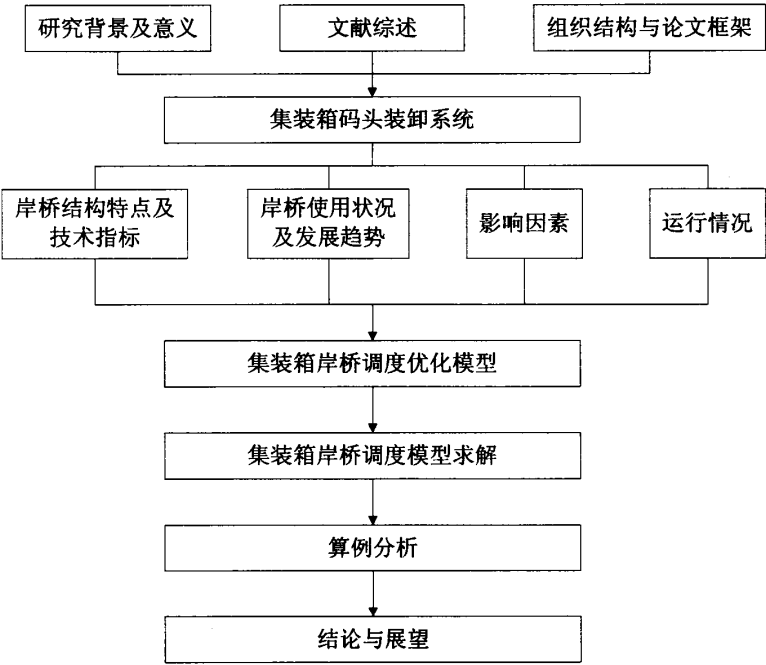 研究背景及意义
文献综述
组织结构与论文框架
集装箱码头装卸系统
岸桥结构特点及
技术指标
岸桥使用状况
及发展趋势
影响因素
运行情况
集装箱岸桥调度优化模型
集装箱岸桥调度模型求解
算例分析
结论与展望